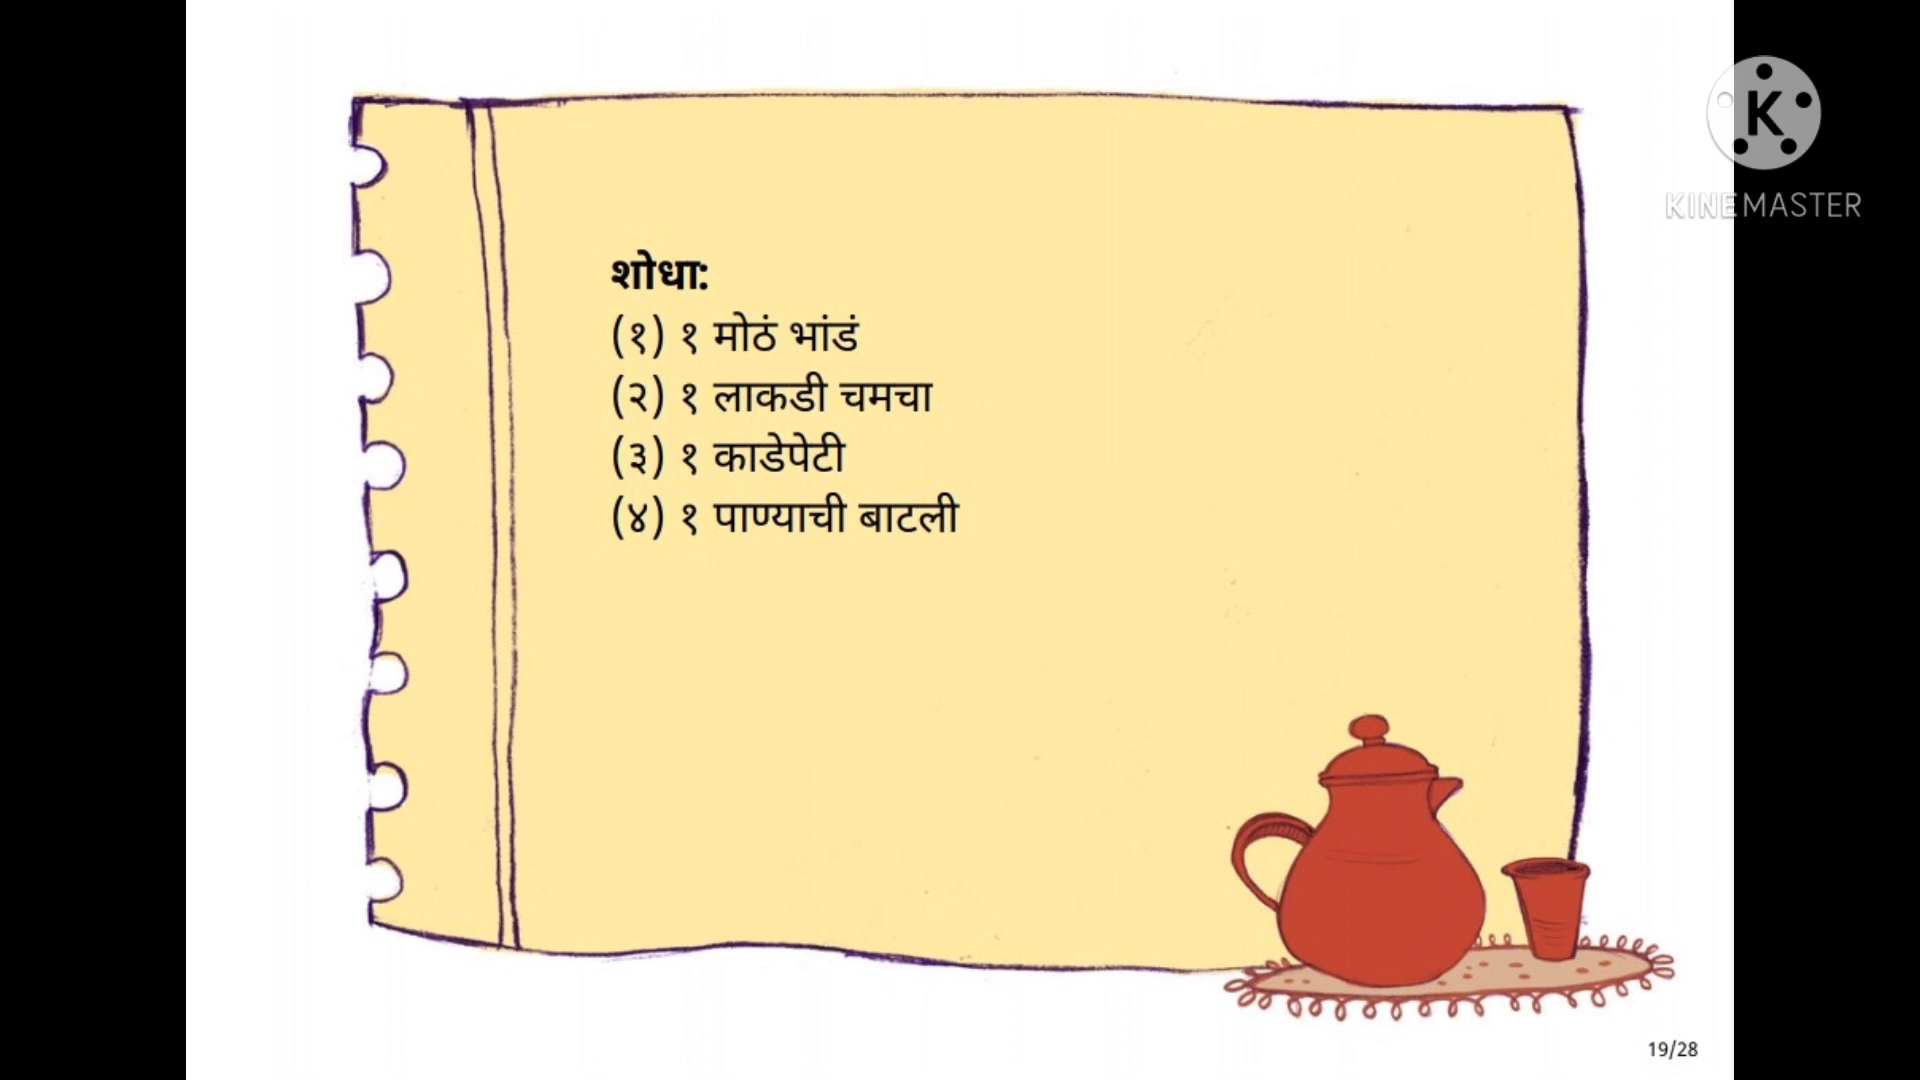 शोधा:
(१) १ मोठं भांडं
(२) १ लाकडी चमचा
(३) १ काडेपेटी
(४) १ पाण्याची बाटली
K
KINEMASTER
19/28